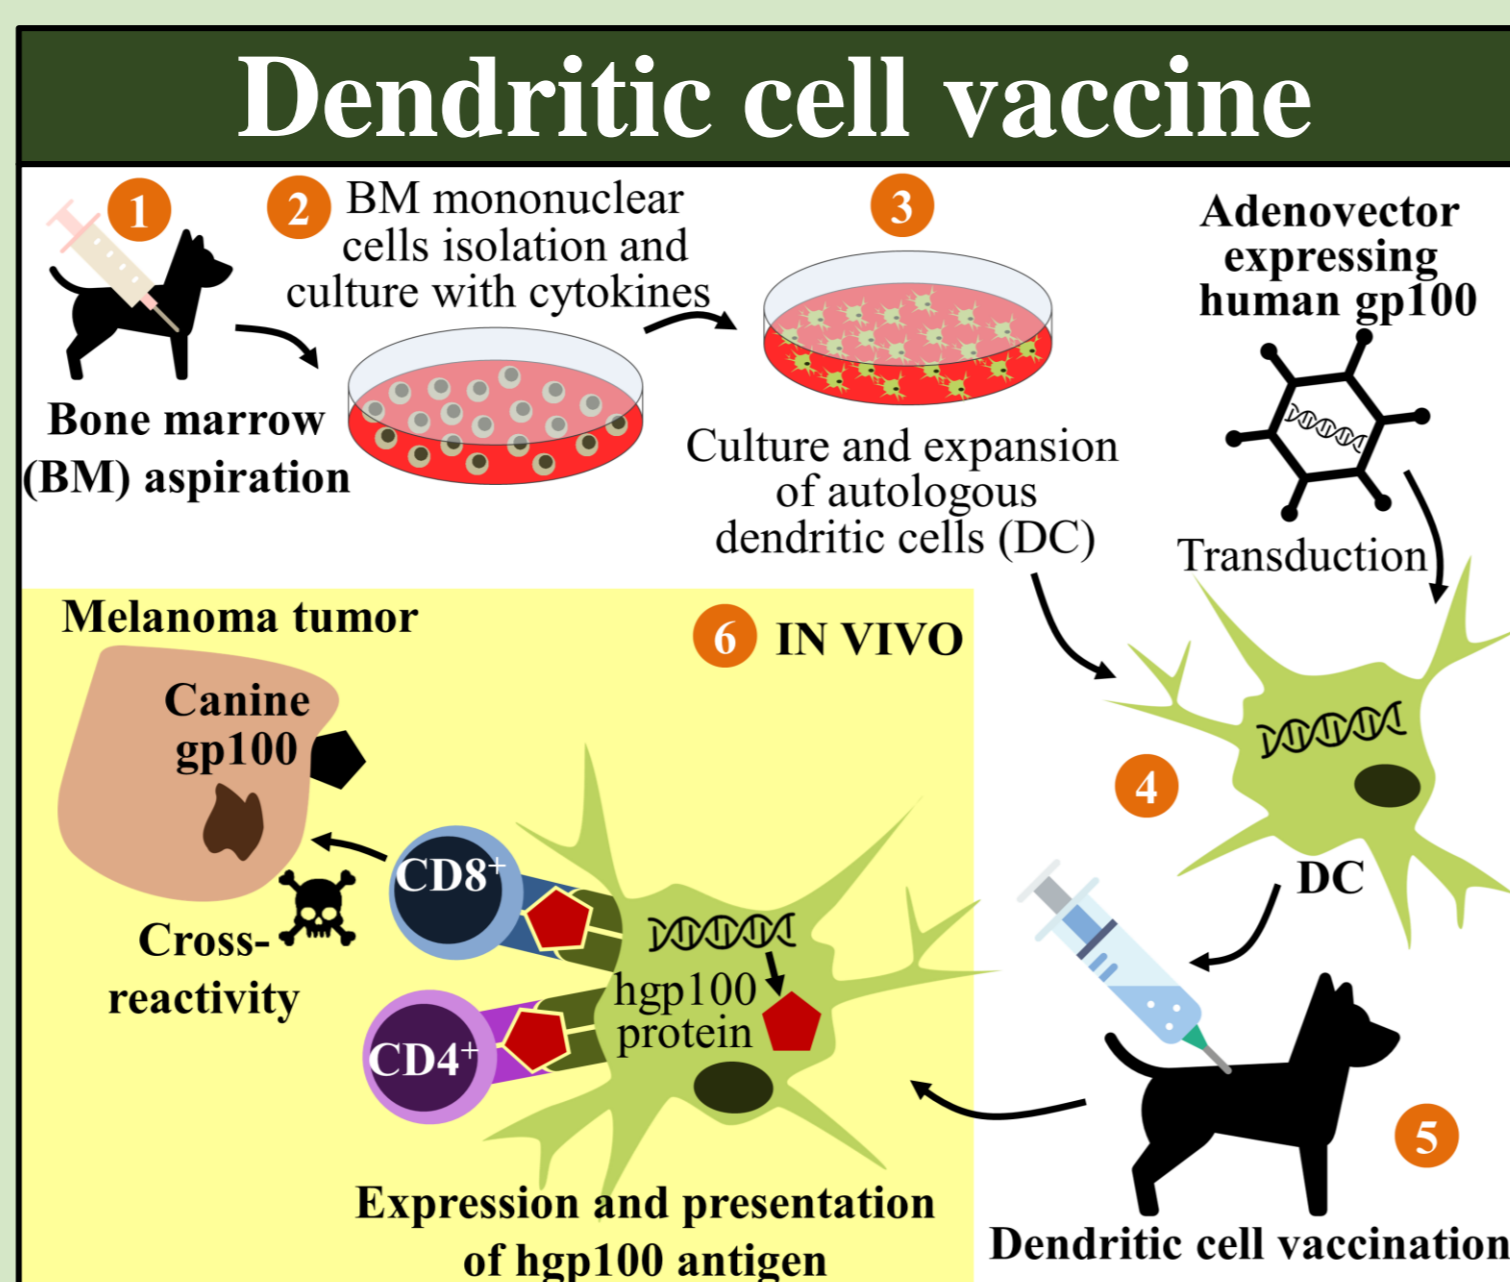 Dendritic cell vaccine
1
Bone marrow
(BM) aspiration
2
BM mononuclear
cells isolation and
culture with cytokines
3
Culture and expansion
of autologous
dendritic cells (DC)
Adenovector
expressing
human gp100
Transduction
4
DC
5
Dendritic cell vaccination
6
IN VIVO
Melanoma tumor
Canine
gp100
Cross-
reactivity
CD8⁺
CD4⁺
hgp100
protein
Expression and presentation
of hgp100 antigen